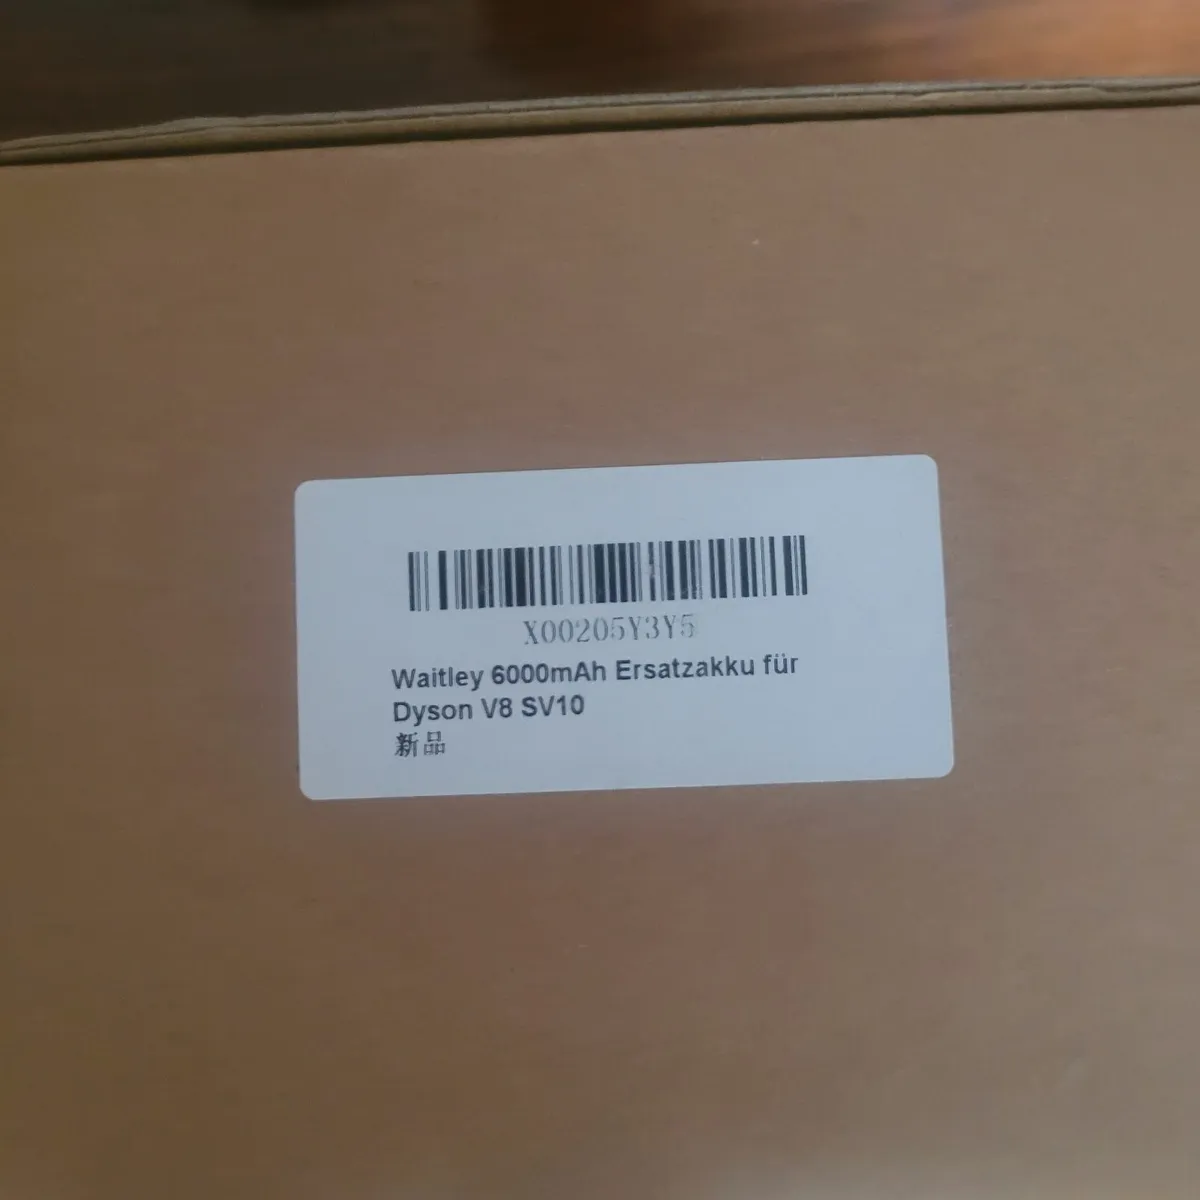 X00205Y3Y5
Waitley 6000mAh Ersatzakku für
Dyson V8 SV10
新品